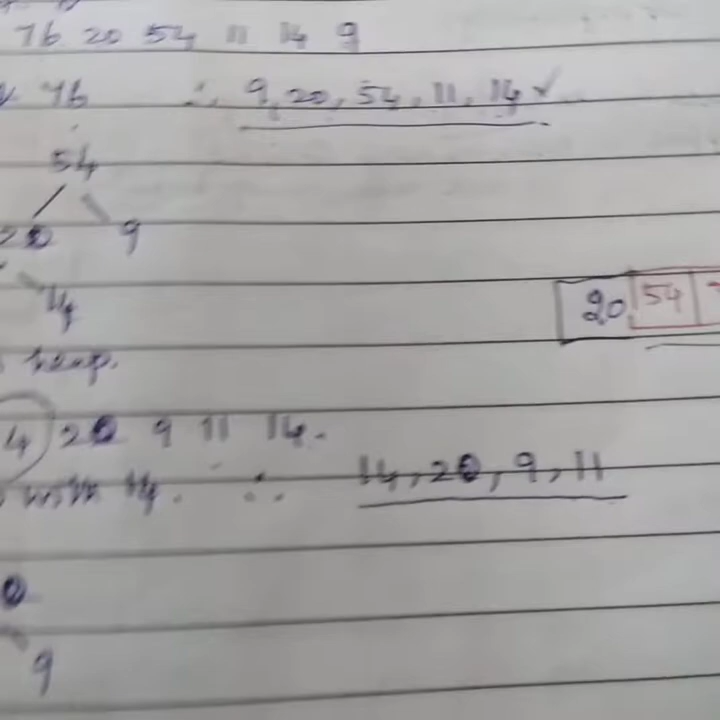 76 20 54 11 14 9
76 ∴ 9, 20, 54, 11, 14 ✓
54
20 9
14
20 54
heap.
4 20 9 11 14.
with 14. ∴ 14, 20, 9, 11
9